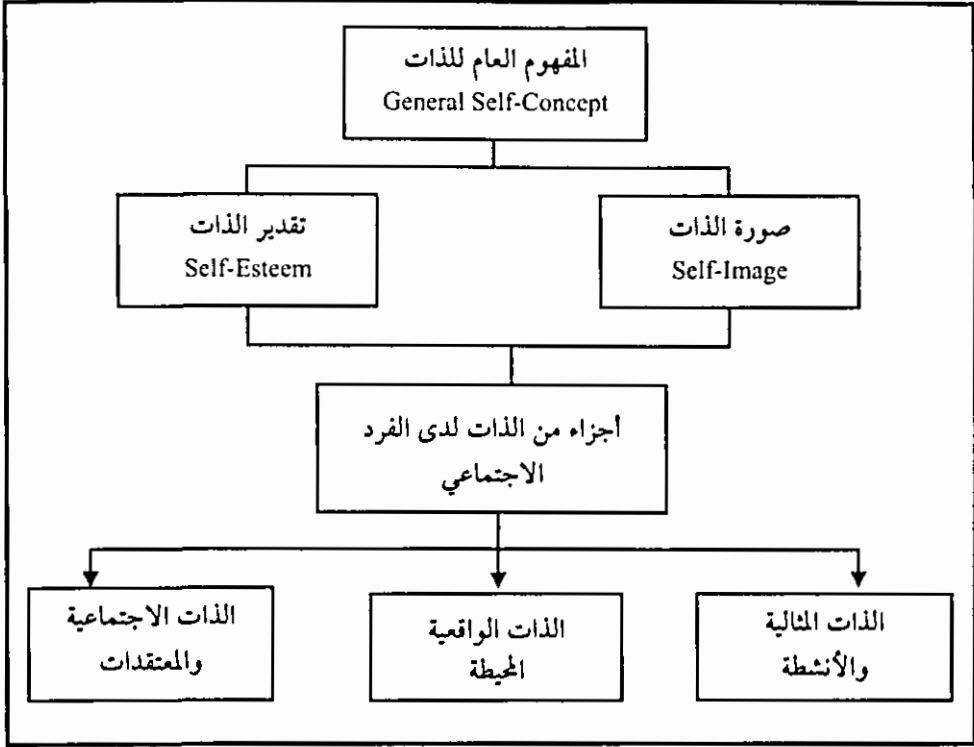 المفهوم العام للذات
General Self-Concept
صورة الذات
Self-Image
تقدير الذات
Self-Esteem
أجزاء من الذات لدى الفرد
الاجتماعي
الذات المثالية
والأنشطة
الذات الواقعية
المحيطة
الذات الاجتماعية
والمعتقدات